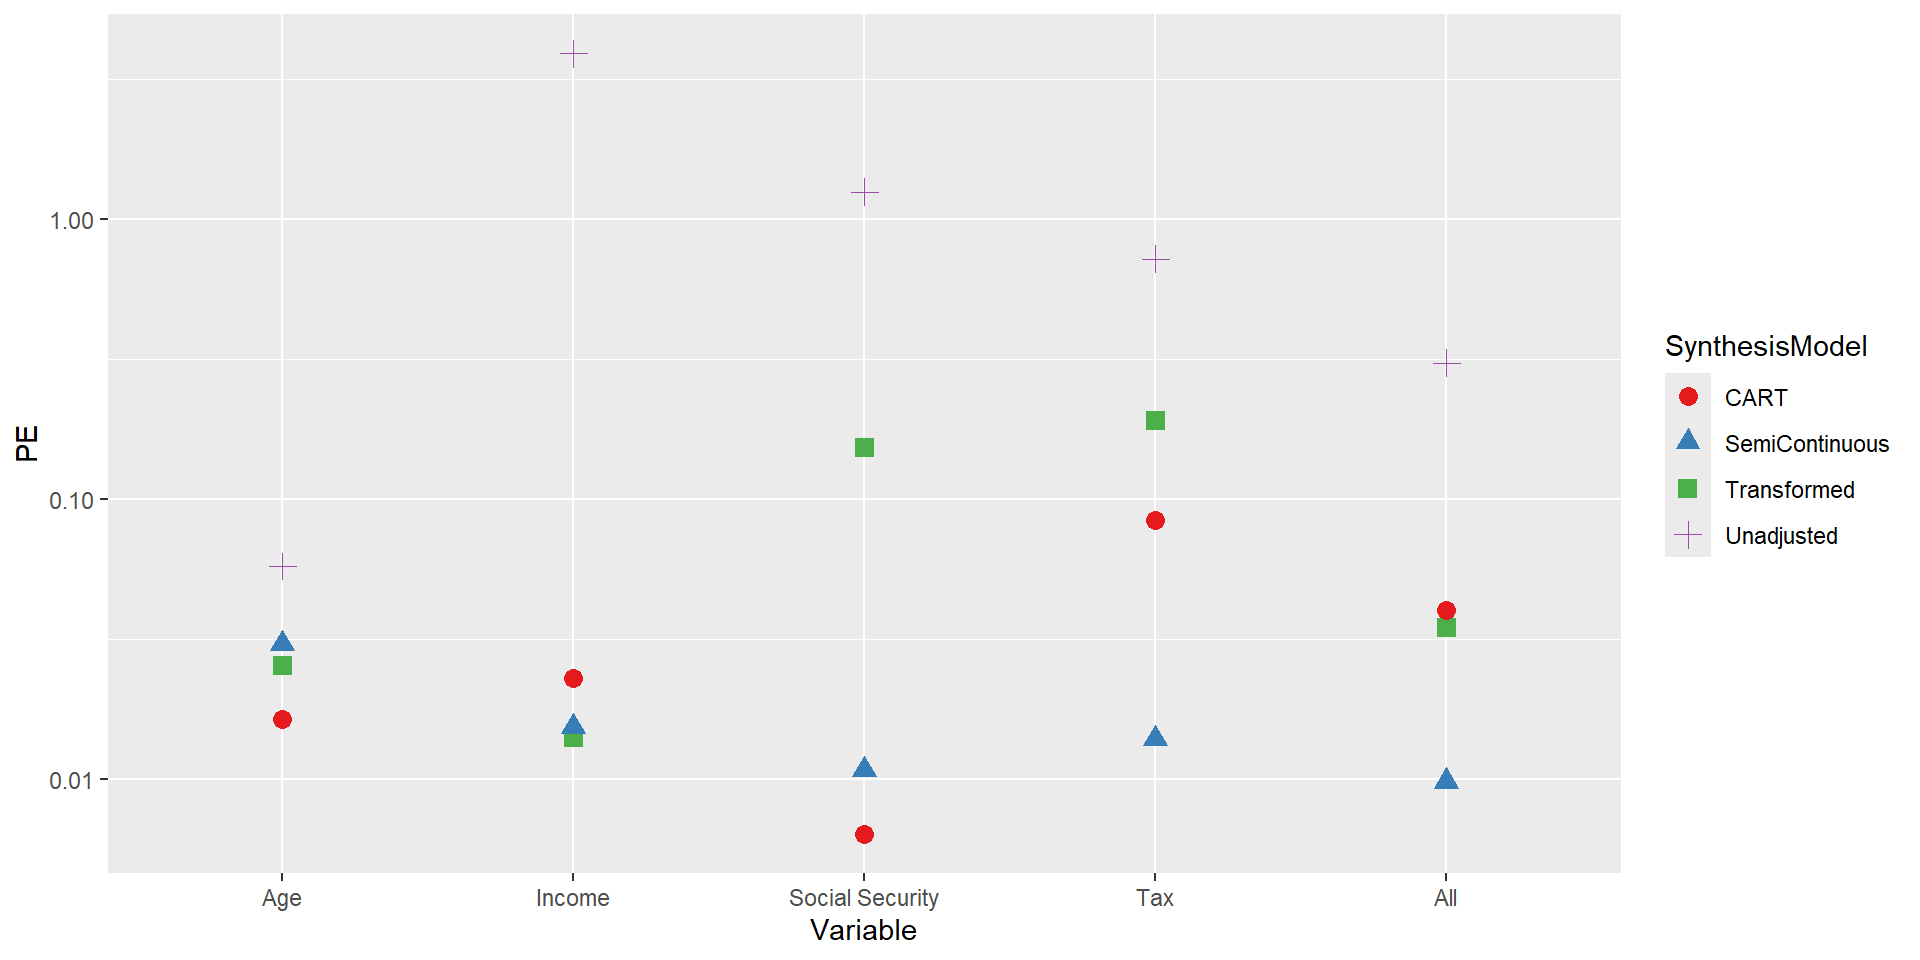 PE
1.00
0.10
0.01
Age
Income
Social Security
Tax
All
Variable
SynthesisModel
CART
SemiContinuous
Transformed
Unadjusted